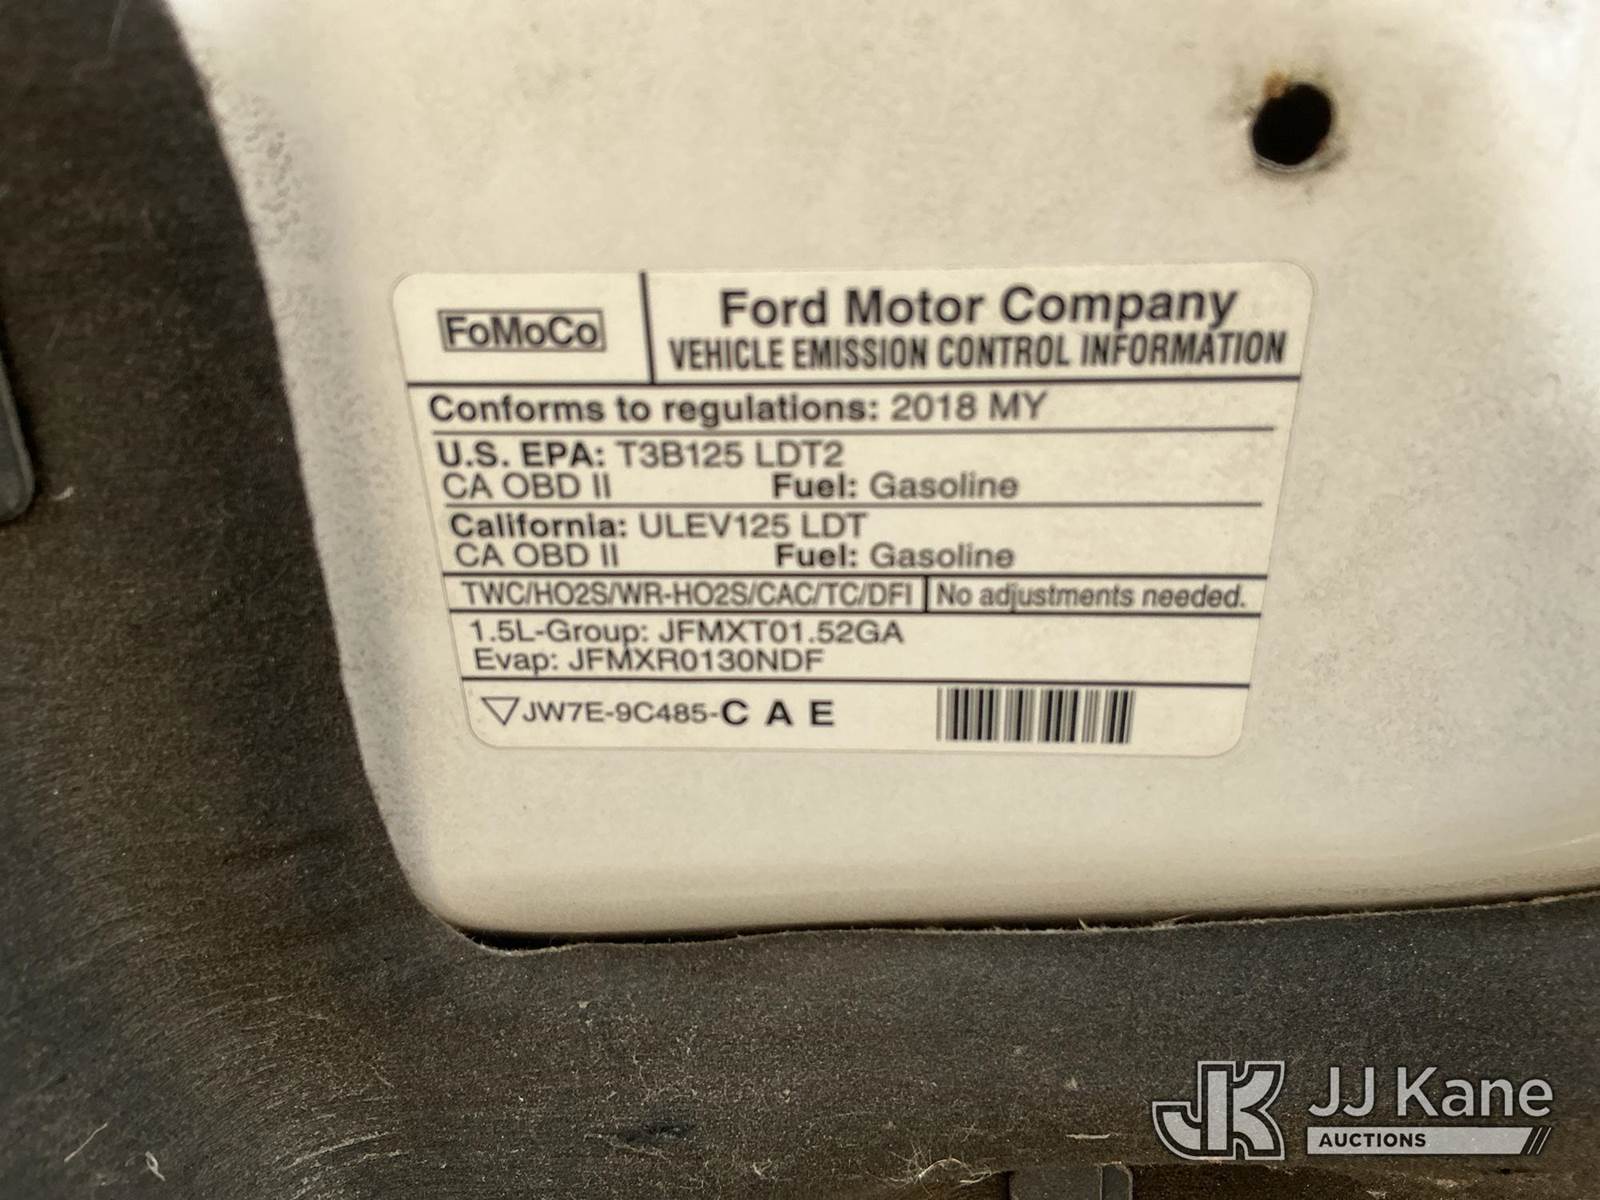 FoMoCo
Ford Motor Company
VEHICLE EMISSION CONTROL INFORMATION
Conforms to regulations: 2018 MY
U.S. EPA: T3B125 LDT2
CA OBD II Fuel: Gasoline
California: ULEV125 LDT
CA OBD II Fuel: Gasoline
TWC/HO2S/WR-HO2S/CAC/TC/DFI No adjustments needed.
1.5L-Group: JFMXT01.52GA
Evap: JFMXR0130NDF
JW7E-9C485-C A E
JK JJ Kane
AUCTIONS